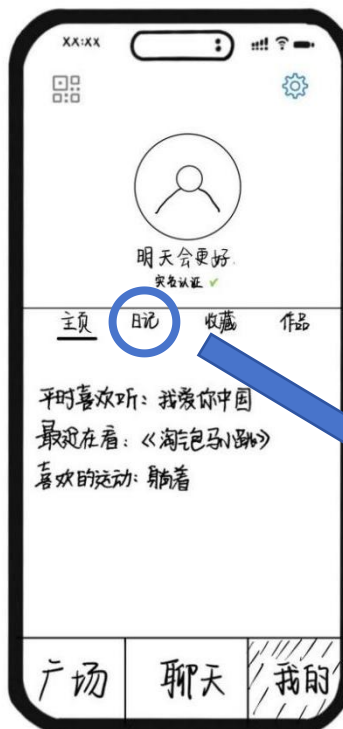 XX:XX
明天会更好.
实名认证 ✓
主页 日记 收藏 作品
平时喜欢听：我爱你中国
最近在看：《淘气包马小跳》
喜欢的运动：躺着
广场 聊天 我的